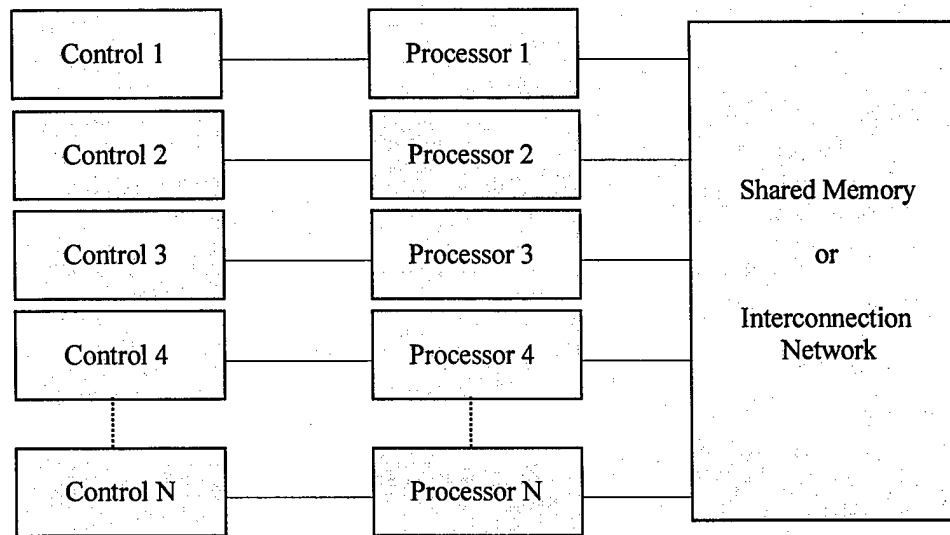 Control 1
Processor 1
Control 2
Processor 2
Control 3
Processor 3
Control 4
Processor 4
Control N
Processor N
Shared Memory
or
Interconnection
Network